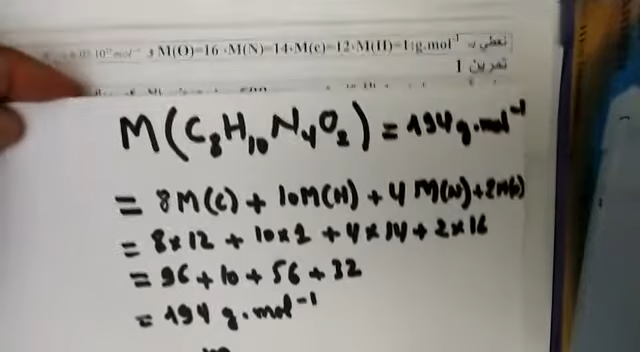 تعطى : M(H)=1 g.mol⁻¹ ، M(C)=12 ، M(N)=14 ، M(O)=16 و
تمرين 1
M(C₈H₁₀N₄O₂) = 194 g.mol⁻¹
= 8M(C) + 10M(H) + 4M(N) + 2M(O)
= 8×12 + 10×1 + 4×14 + 2×16
= 96 + 10 + 56 + 32
= 194 g.mol⁻¹